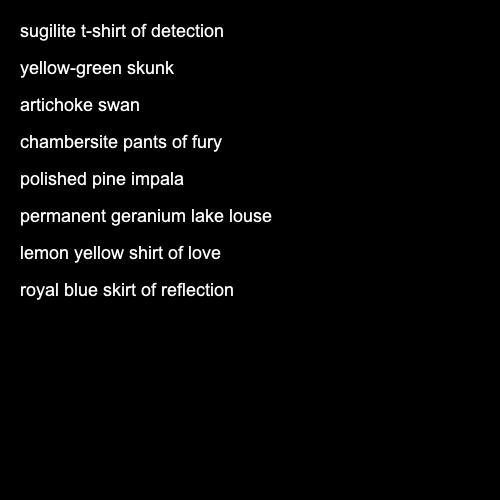 sugilite t-shirt of detection
yellow-green skunk
artichoke swan
chambersite pants of fury
polished pine impala
permanent geranium lake louse
lemon yellow shirt of love
royal blue skirt of reflection